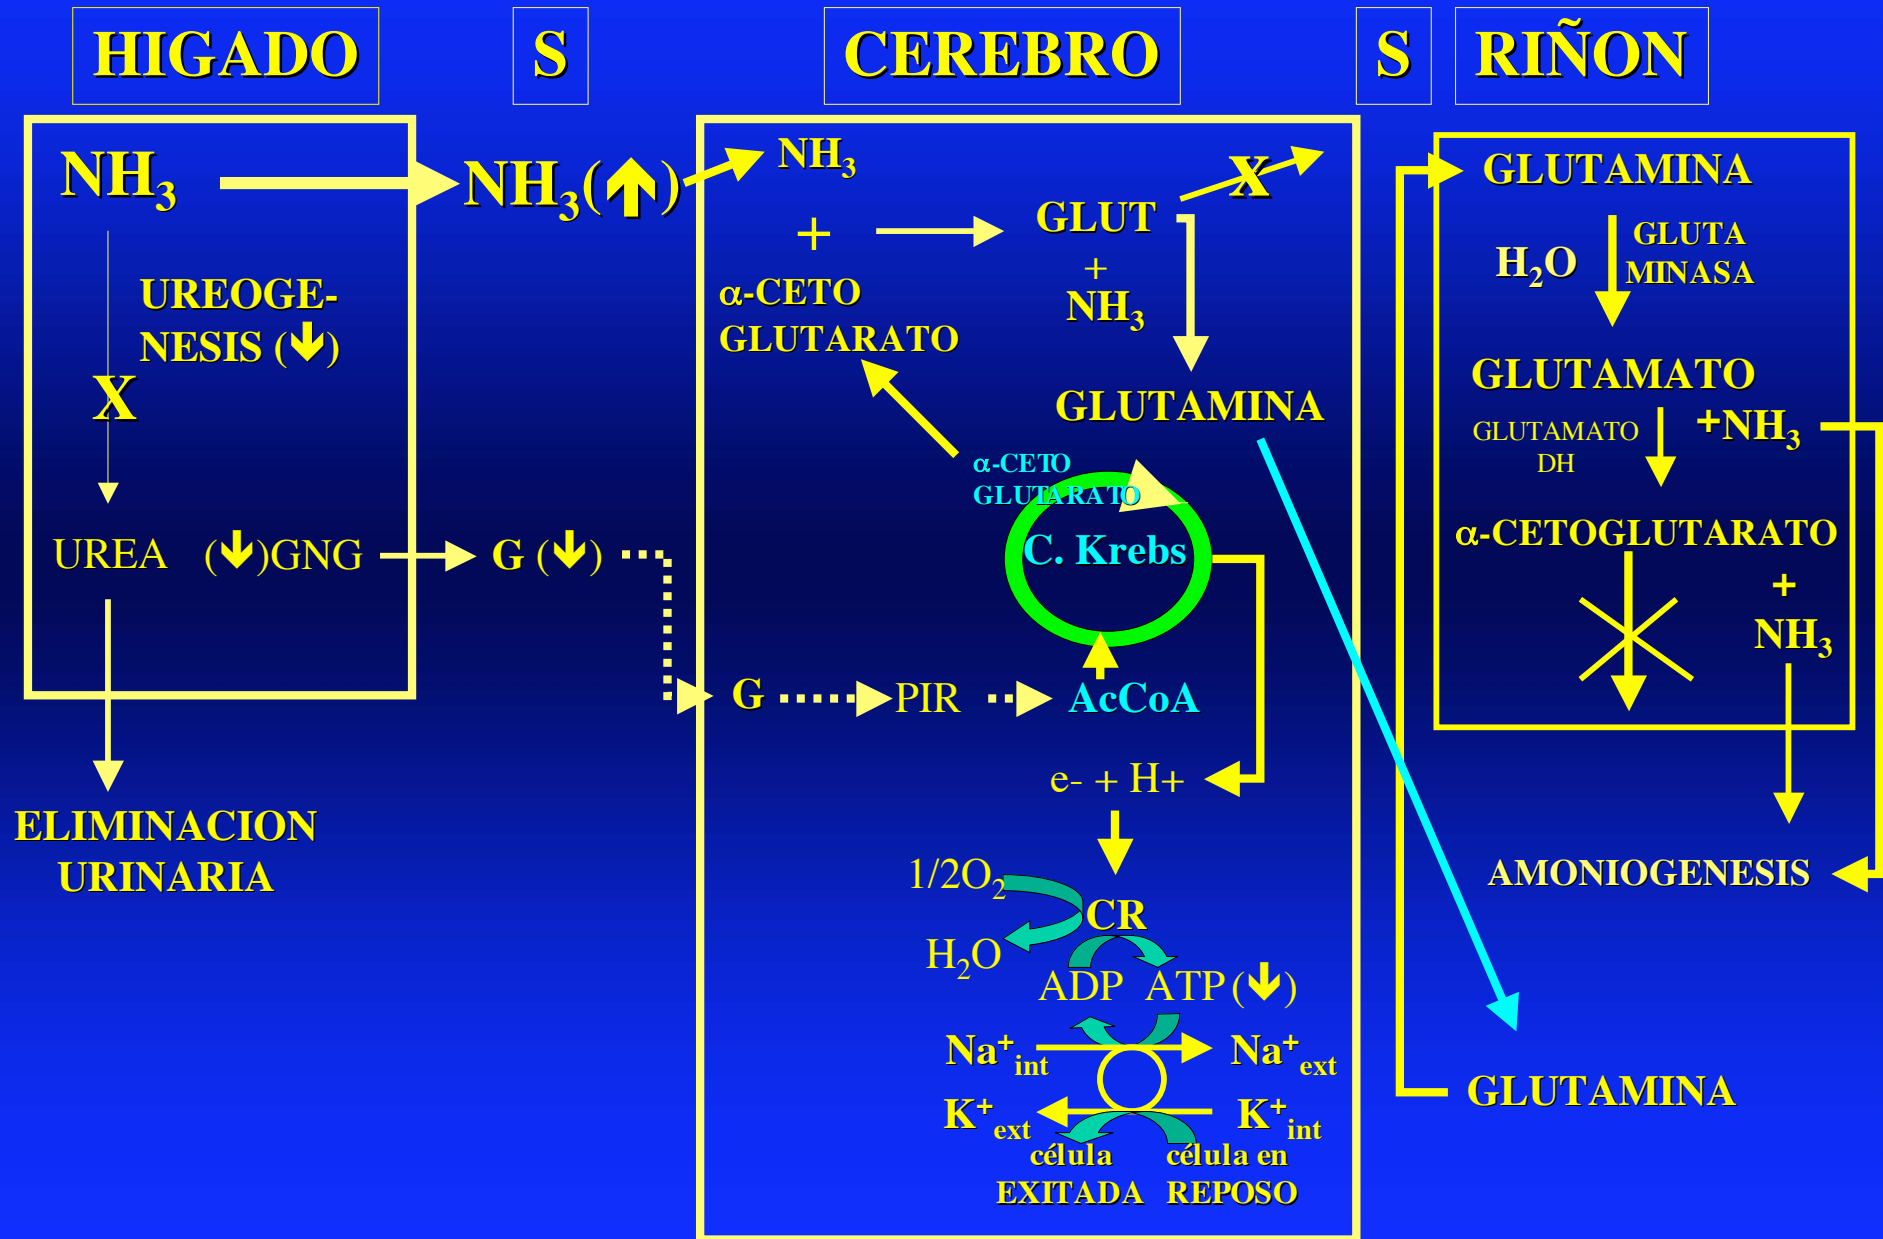 HIGADO
S
CEREBRO
S
RIÑON
NH3
UREOGE-
NESIS (↓)
X
UREA (↓)GNG
ELIMINACION
URINARIA
NH3(↑)
G (↓)
NH3
+
α-CETO
GLUTARATO
GLUT
+
NH3
X
GLUTAMINA
α-CETO
GLUTARATO
C. Krebs
G
PIR
AcCoA
e- + H+
1/2O2
CR
H2O
ADP ATP (↓)
Na+int
Na+ext
K+ext
K+int
célula
EXITADA
célula en
REPOSO
GLUTAMINA
H2O
GLUTA
MINASA
GLUTAMATO
+NH3
GLUTAMATO
DH
α-CETOGLUTARATO
+
NH3
AMONIOGENESIS
GLUTAMINA